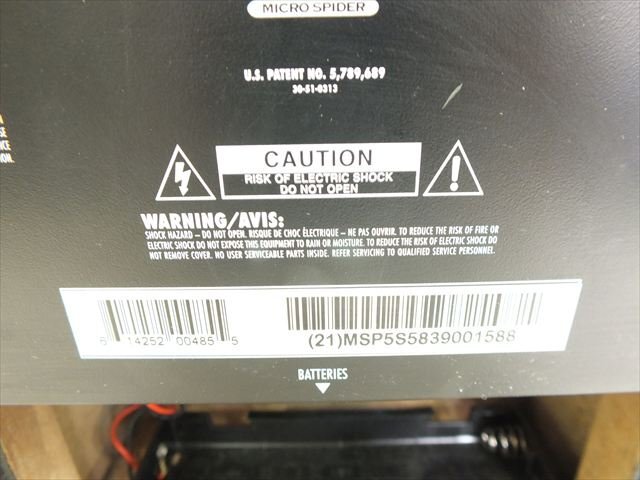 MICRO SPIDER
U.S. PATENT NO. 5,789,689
30-51-0313
CAUTION
RISK OF ELECTRIC SHOCK
DO NOT OPEN
WARNING/AVIS:
SHOCK HAZARD – DO NOT OPEN. RISQUE DE CHOC ÉLECTRIQUE – NE PAS OUVRIR. TO REDUCE THE RISK OF FIRE OR
ELECTRIC SHOCK DO NOT EXPOSE THIS EQUIPMENT TO RAIN OR MOISTURE. TO REDUCE THE RISK OF ELECTRIC SHOCK DO
NOT REMOVE COVER. NO USER SERVICEABLE PARTS INSIDE. REFER SERVICING TO QUALIFIED SERVICE PERSONNEL.
6 14252 00485 5
(21)MSP5S5839001588
BATTERIES